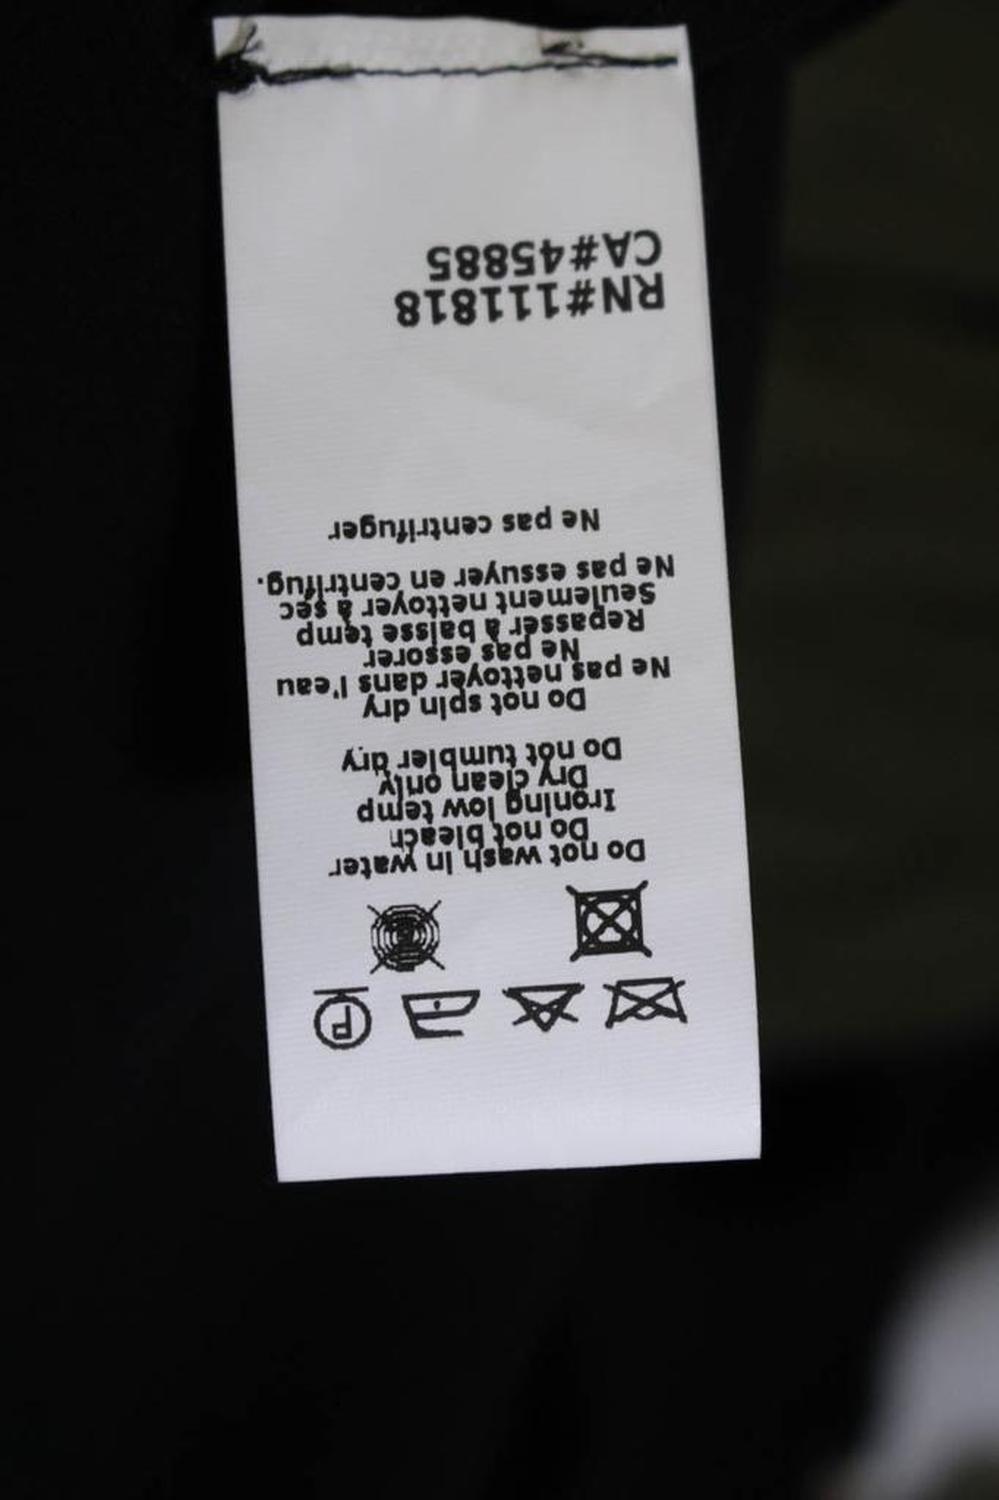 Do not wash in water
Do not bleach
Ironing low temp
Dry clean only
Do not tumbler dry
Do not spin dry
Ne pas nettoyer dans l'eau
Ne pas essorer
Repasser à baisse temp
Seulement nettoyer à sec
Ne pas essuyer en centrifug.
Ne pas centrifuger
RN#111818
CA#45885